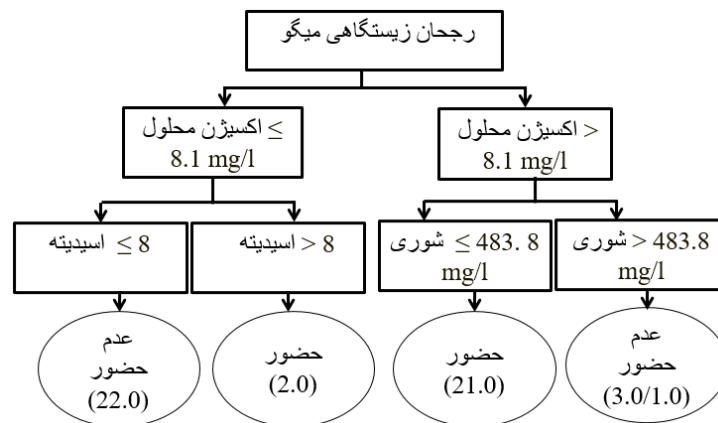 رجحان زیستگاهی میگو
> اکسیژن محلول
8.1 mg/l
≤ اکسیژن محلول
8.1 mg/l
شوری > 483.8
mg/l
شوری ≤ 483. 8
mg/l
اسیدیته > 8
اسیدیته ≤ 8
عدم
حضور
(3.0/1.0)
حضور
(21.0)
حضور
(2.0)
عدم
حضور
(22.0)